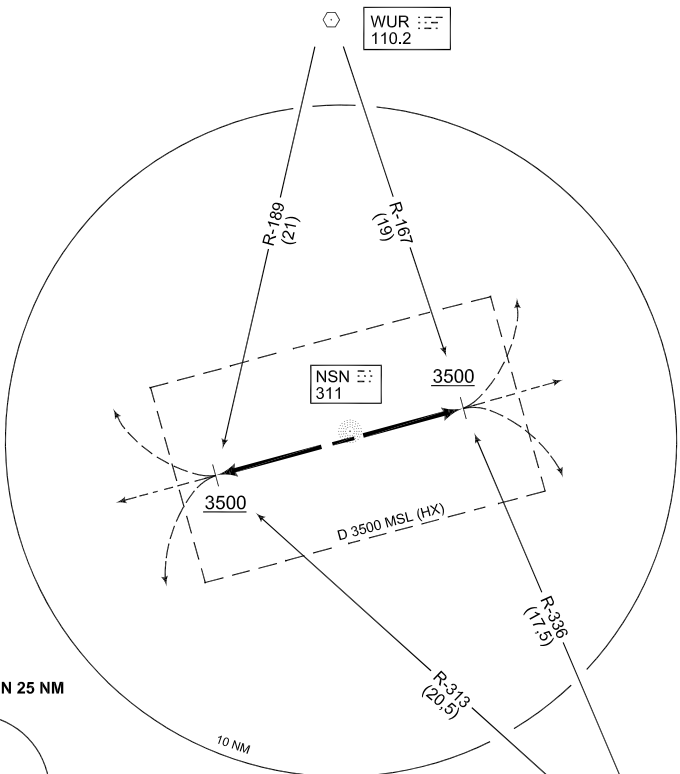 WUR
110.2
R-189
(21)
R-167
(19)
NSN
311
3500
3500
D 3500 MSL (HX)
R-336
(17,5)
R-313
(20,5)
N 25 NM
10 NM